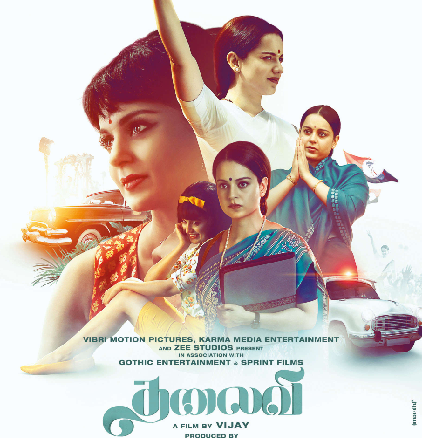 VIBRI MOTION PICTURES, KARMA MEDIA ENTERTAINMENT
AND ZEE STUDIOS PRESENT
IN ASSOCIATION WITH
GOTHIC ENTERTAINMENT & SPRINT FILMS
தலைவி
A FILM BY VIJAY
PRODUCED BY